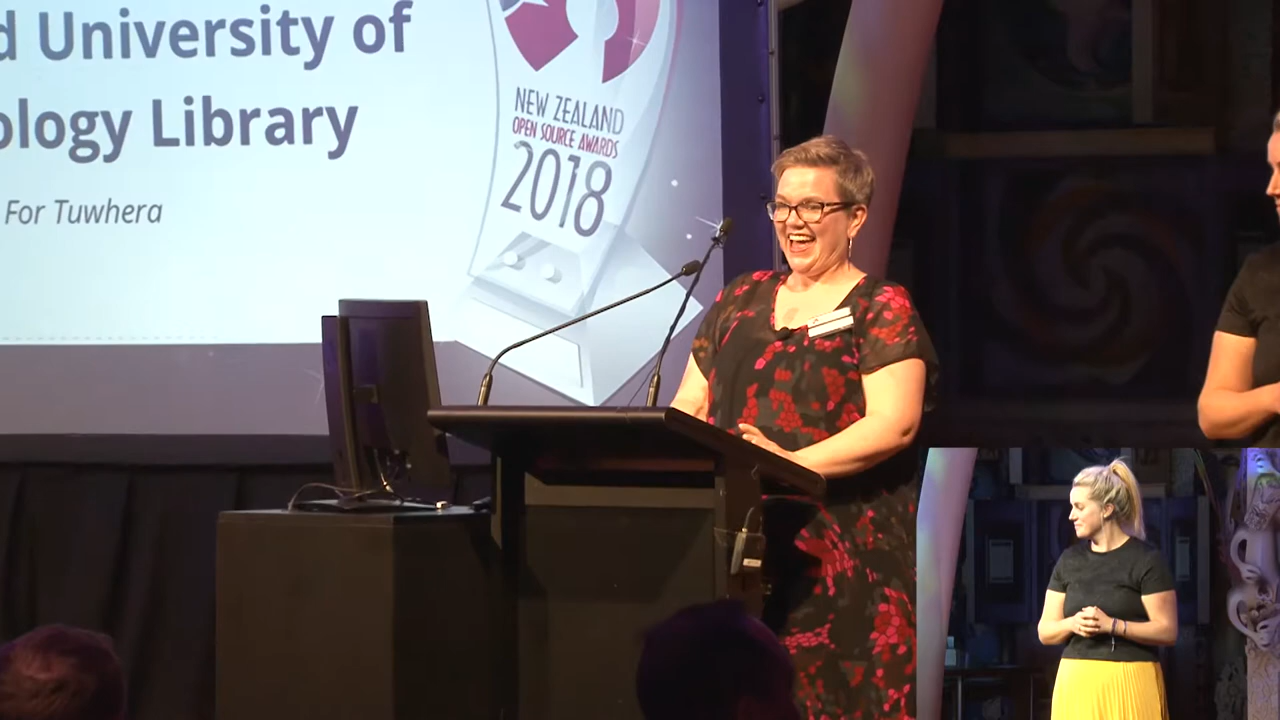 d University of
ology Library
For Tuwhera
NEW ZEALAND
OPEN SOURCE AWARDS
2018